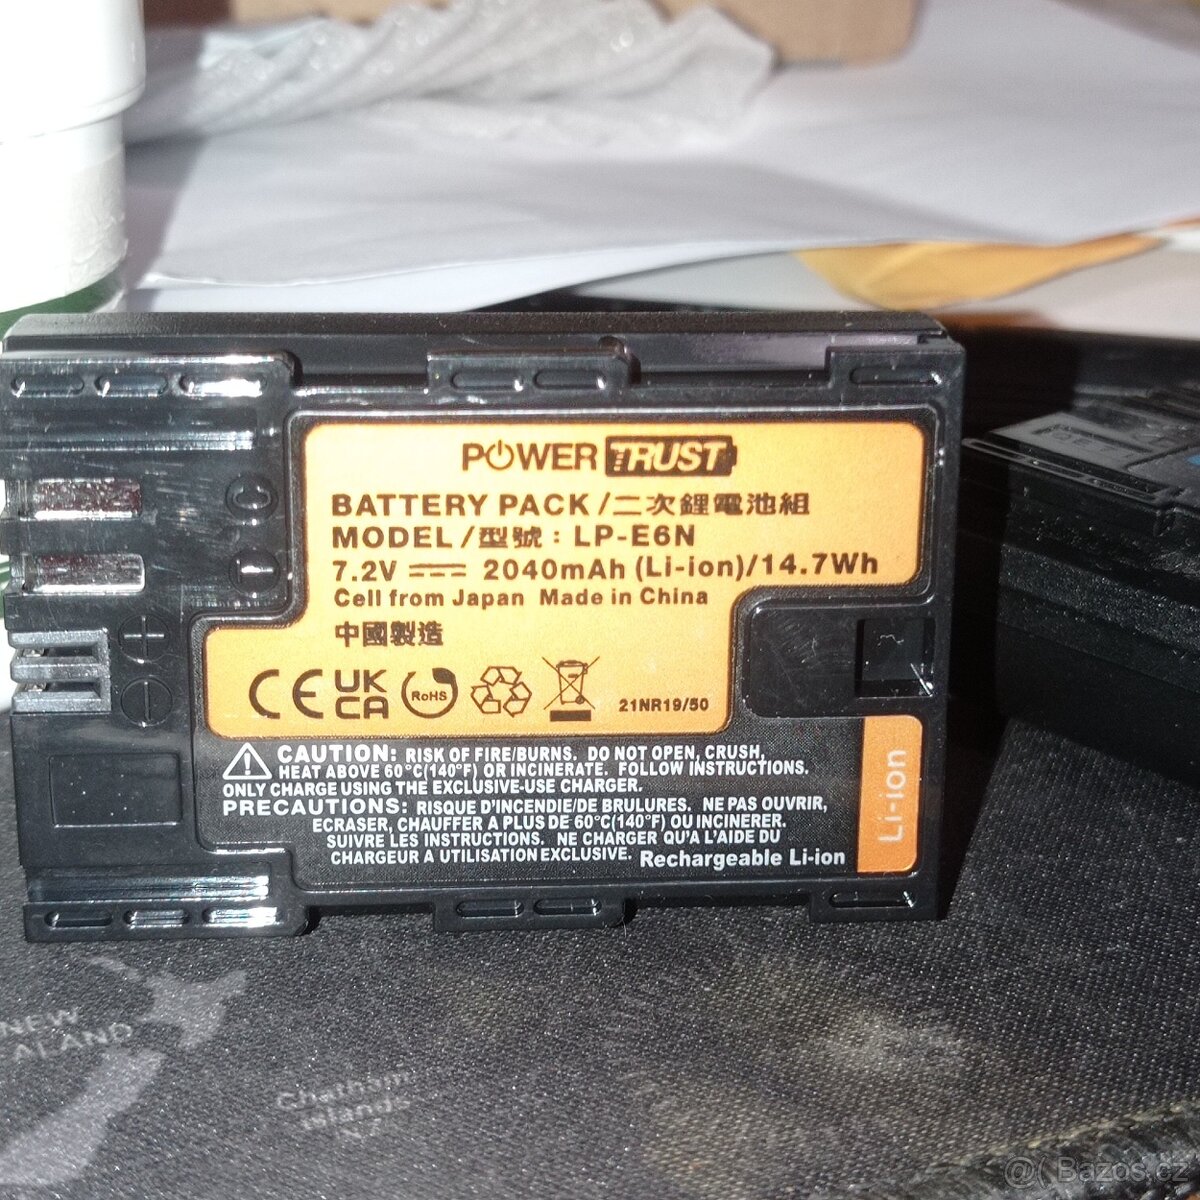 POWER TRUST
BATTERY PACK/二次鋰電池組
MODEL/型號：LP-E6N
7.2V ⎓ 2040mAh (Li-ion)/14.7Wh
Cell from Japan Made in China
中國製造
CE UK CA RoHS
21NR19/50
CAUTION: RISK OF FIRE/BURNS. DO NOT OPEN, CRUSH,
HEAT ABOVE 60°C(140°F) OR INCINERATE. FOLLOW INSTRUCTIONS.
ONLY CHARGE USING THE EXCLUSIVE-USE CHARGER.
PRECAUTIONS: RISQUE D'INCENDIE/DE BRULURES. NE PAS OUVRIR,
ECRASER, CHAUFFER A PLUS DE 60°C(140°F) OU INCINERER.
SUIVRE LES INSTRUCTIONS. NE CHARGER QU'A L'AIDE DU
CHARGEUR A UTILISATION EXCLUSIVE. Rechargeable Li-ion
Li-ion
C
+
−
NEW
ALAND
Chatham
Islands
Bazos.cz